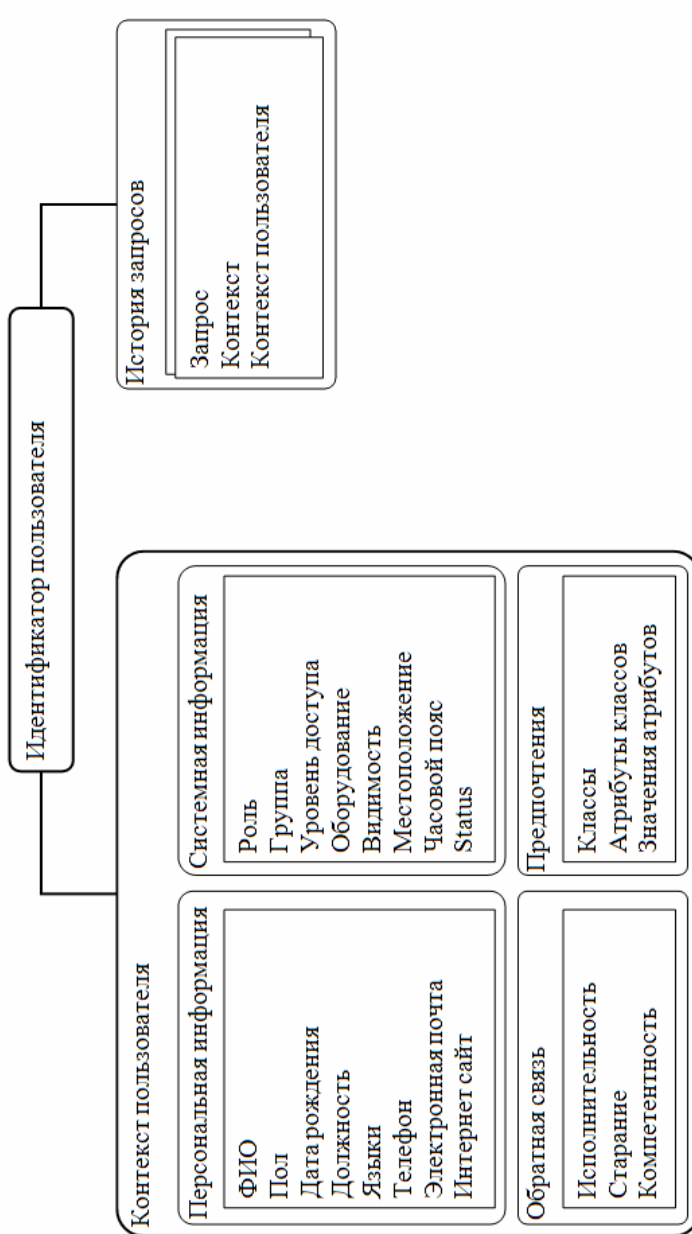 Идентификатор пользователя
Контекст пользователя
Персональная информация
ФИО
Пол
Дата рождения
Должность
Языки
Телефон
Электронная почта
Интернет сайт
Системная информация
Роль
Группа
Уровень доступа
Оборудование
Видимость
Местоположение
Часовой пояс
Status
Обратная связь
Исполнительность
Старание
Компетентность
Предпочтения
Классы
Атрибуты классов
Значения атрибутов
История запросов
Запрос
Контекст
Контекст пользователя